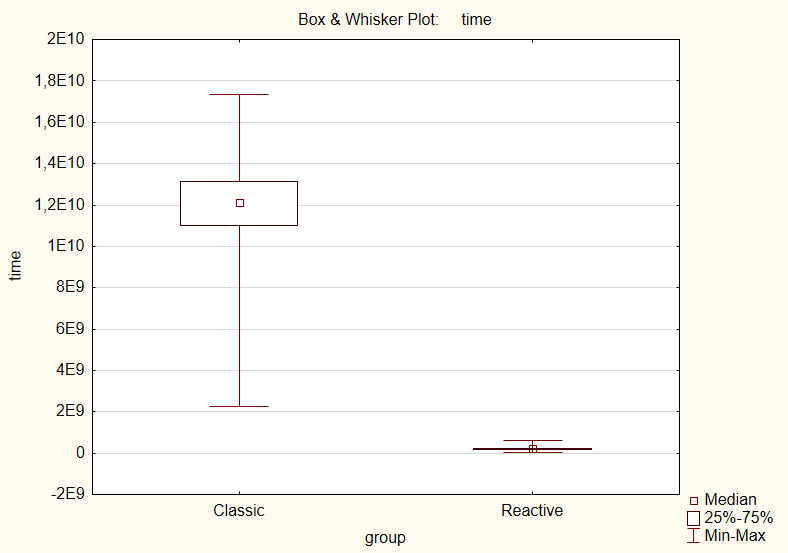 Box & Whisker Plot: time
2E10
1,8E10
1,6E10
1,4E10
1,2E10
1E10
8E9
6E9
4E9
2E9
0
-2E9
time
Classic Reactive
group
Median
25%-75%
Min-Max